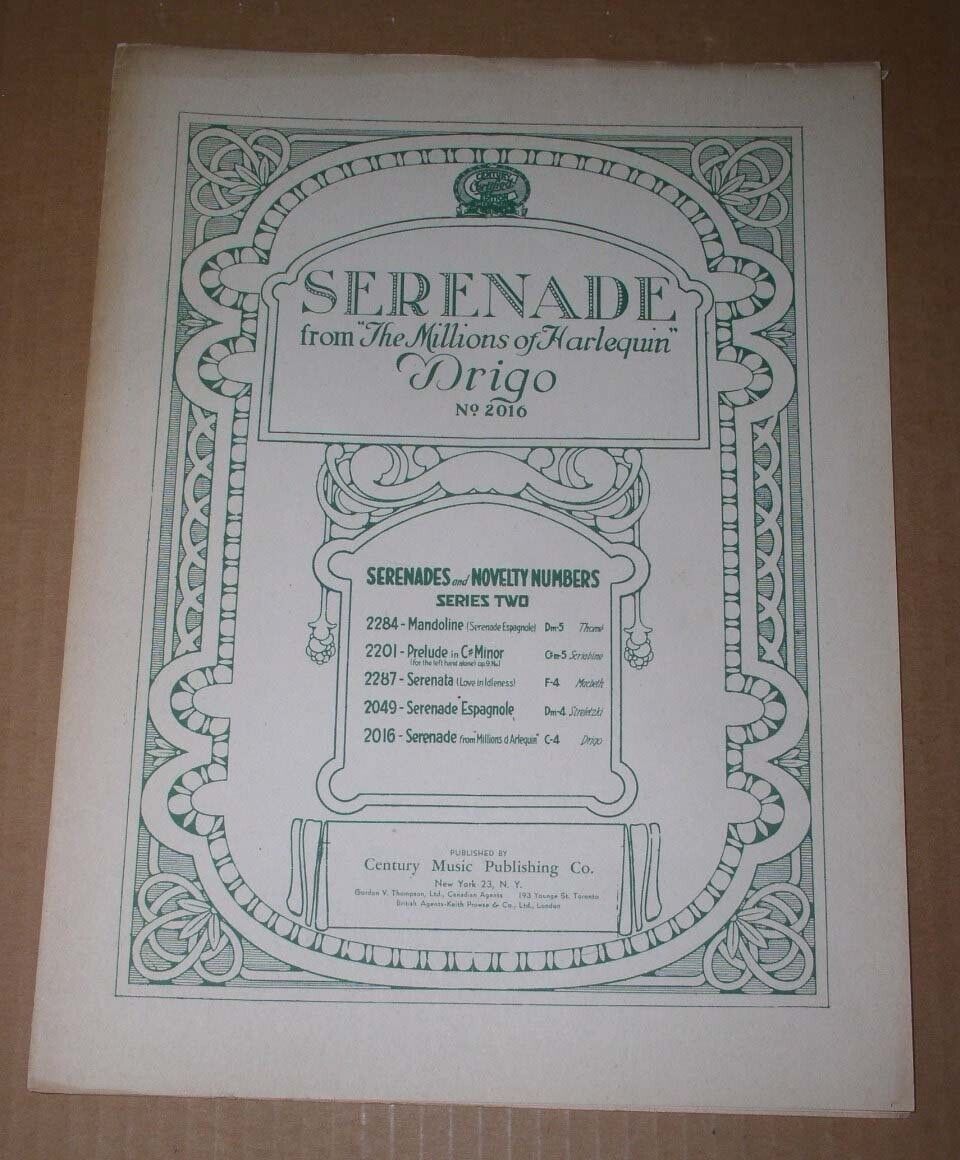 SERENADE
from "The Millions of Harlequin"
Drigo
No 2016
SERENADES and NOVELTY NUMBERS
SERIES TWO
2284 - Mandoline (Serenade Espagnole) Dm-5 Thomé
2201 - Prelude in C♯ Minor C♯m-5 Scriabine
(for the left hand alone) op.9, No.1
2287 - Serenata (Love in Idleness) F-4 Macbeth
2049 - Serenade Espagnole Dm-4 Streletzki
2016 - Serenade from "Millions d'Arlequin" C-4 Drigo
PUBLISHED BY
Century Music Publishing Co.
New York 23, N. Y.
Gordon V. Thompson, Ltd., Canadian Agents 193 Younge St. Toronto
British Agents-Keith Prowse & Co., Ltd., London